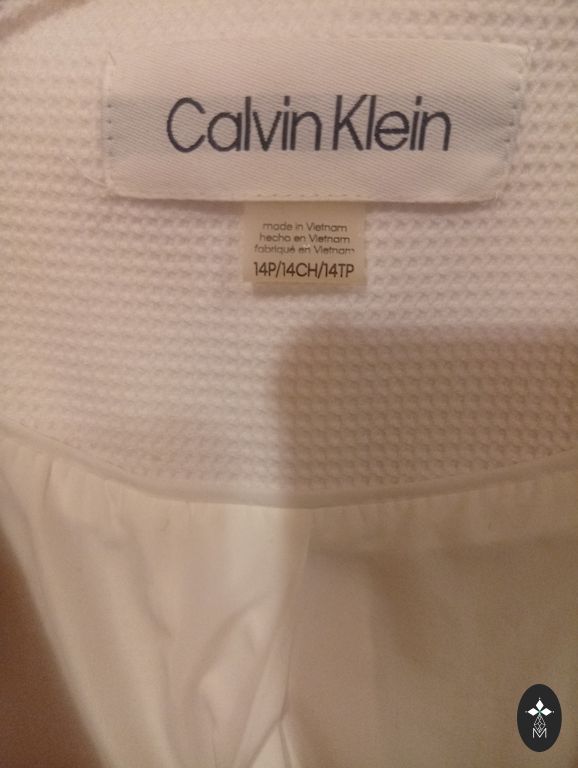 Calvin Klein
made in Vietnam
hecho en Vietnam
fabriqué en Vietnam
14P/14CH/14TP
M